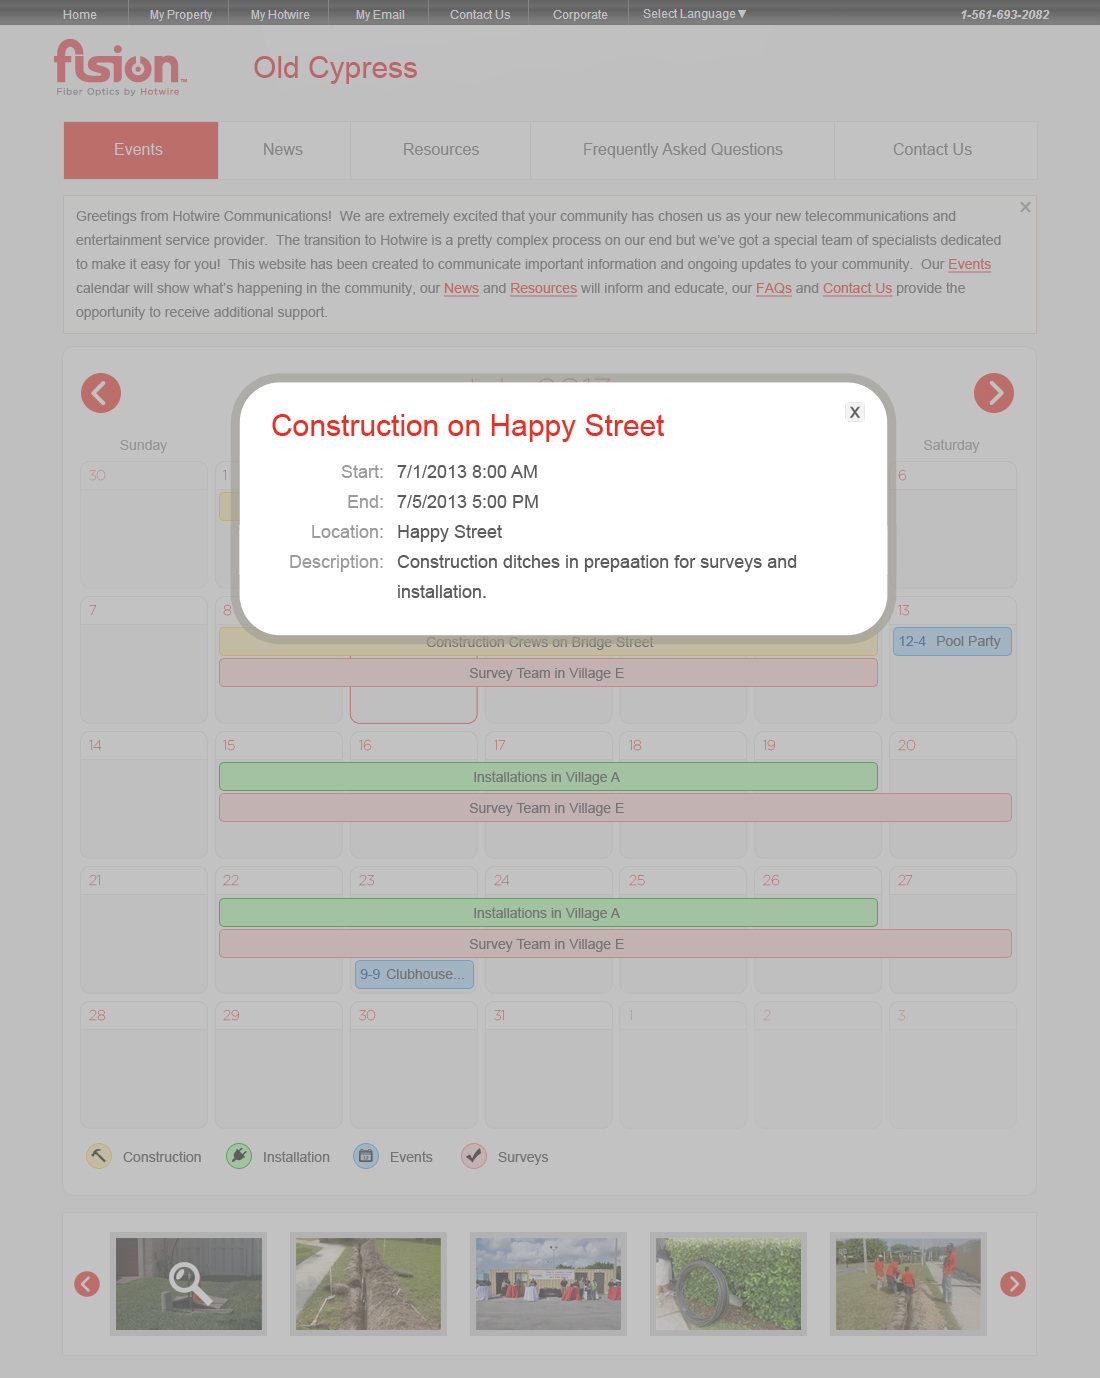 Home My Property My Hotwire My Email Contact Us Corporate Select Language▼ 1-561-693-2082
fision™
Fiber Optics by Hotwire
Old Cypress
Events News Resources Frequently Asked Questions Contact Us
Greetings from Hotwire Communications! We are extremely excited that your community has chosen us as your new telecommunications and
entertainment service provider. The transition to Hotwire is a pretty complex process on our end but we've got a special team of specialists dedicated
to make it easy for you! This website has been created to communicate important information and ongoing updates to your community. Our Events
calendar will show what's happening in the community, our News and Resources will inform and educate, our FAQs and Contact Us provide the
opportunity to receive additional support.
X
Construction on Happy Street
Start: 7/1/2013 8:00 AM
End: 7/5/2013 5:00 PM
Location: Happy Street
Description: Construction ditches in prepaation for surveys and
installation.
Sunday Saturday
30 1 6
7 8 13
Construction Crews on Bridge Street 12-4 Pool Party
Survey Team in Village E
14 15 16 17 18 19 20
Installations in Village A
Survey Team in Village E
21 22 23 24 25 26 27
Installations in Village A
Survey Team in Village E
9-9 Clubhouse...
28 29 30 31 1 2 3
Construction Installation Events Surveys